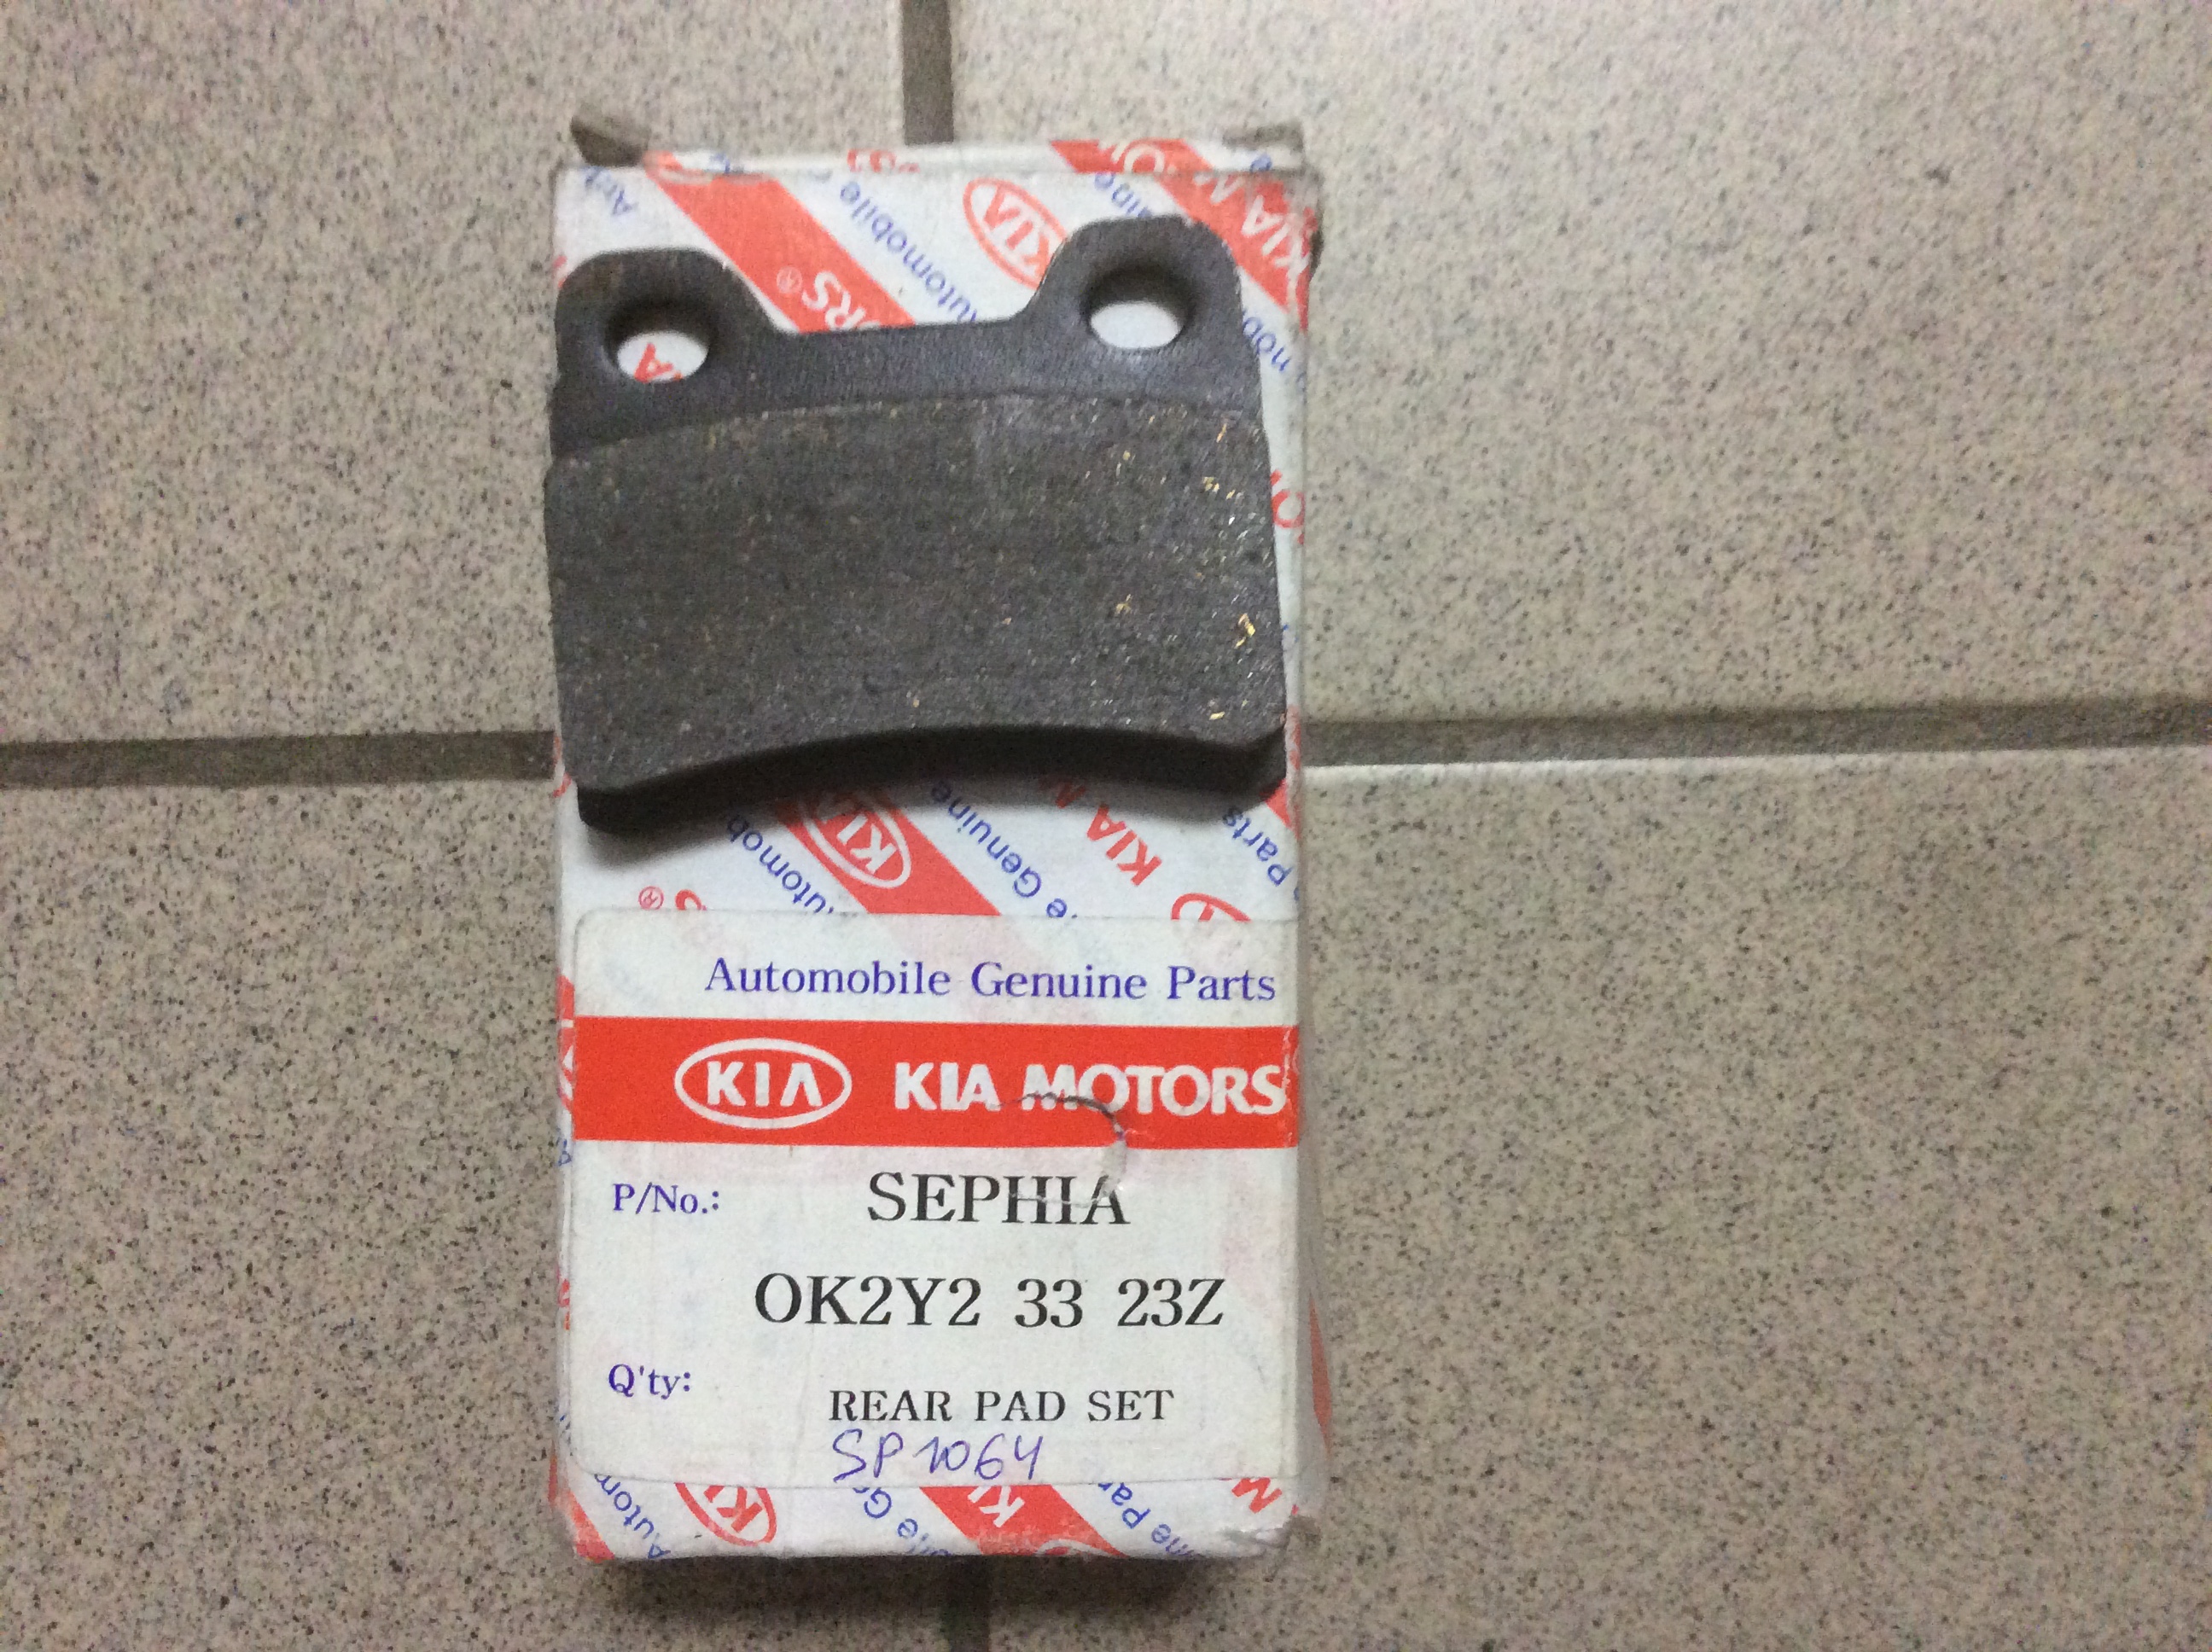 Automobile Genuine Parts
KIA KIA MOTORS
P/No.: SEPHIA
OK2Y2 33 23Z
Q'ty:
REAR PAD SET
SP1064